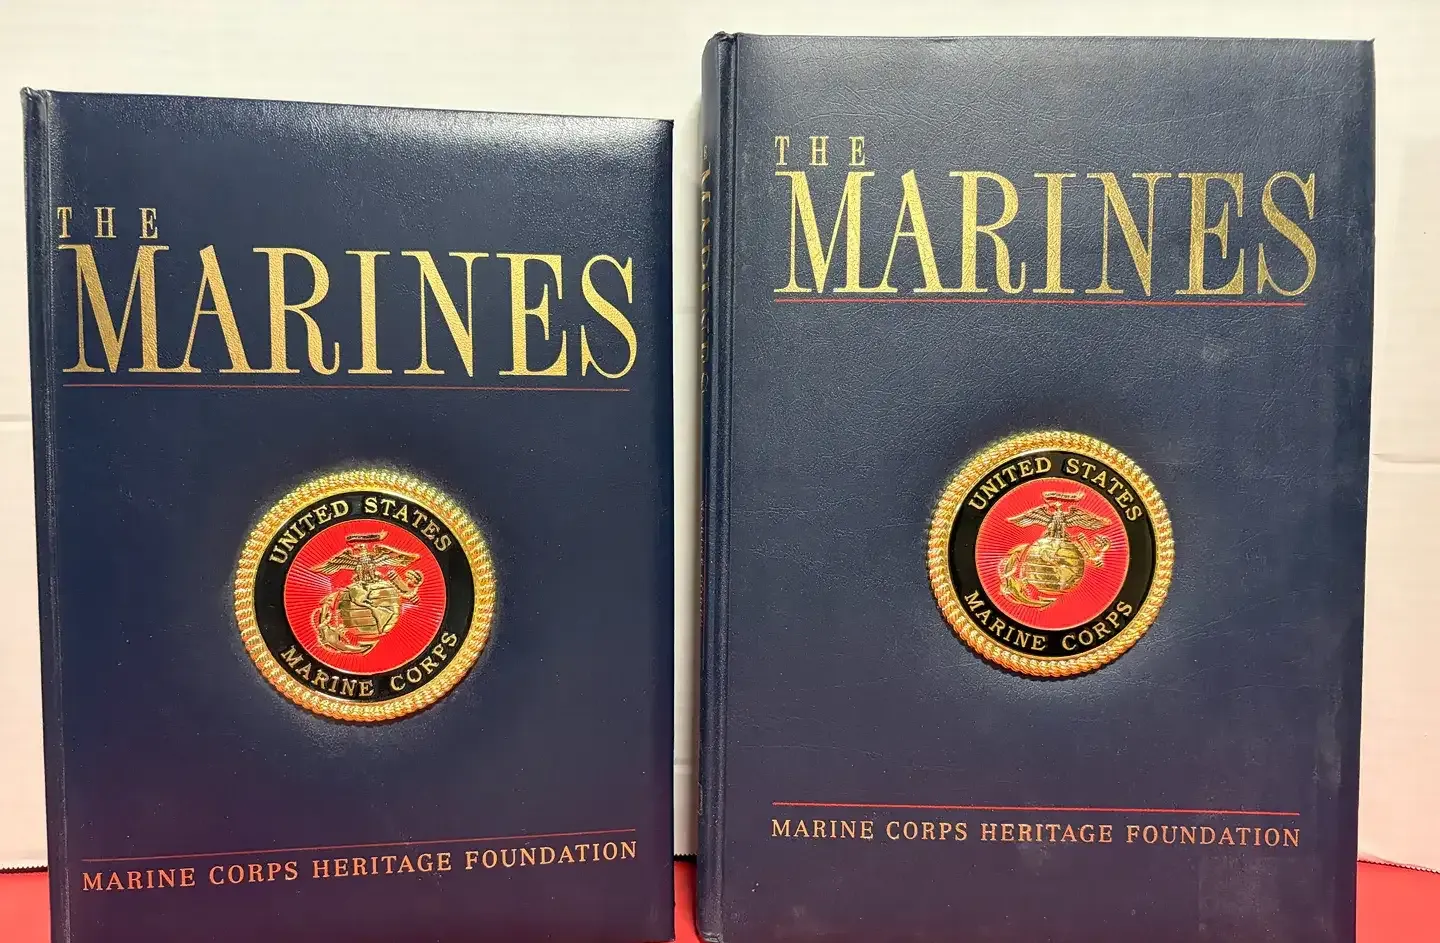 THE
MARINES
UNITED STATES
MARINE CORPS
MARINE CORPS HERITAGE FOUNDATION
THE
MARINES
UNITED STATES
MARINE CORPS
MARINE CORPS HERITAGE FOUNDATION
MARINES